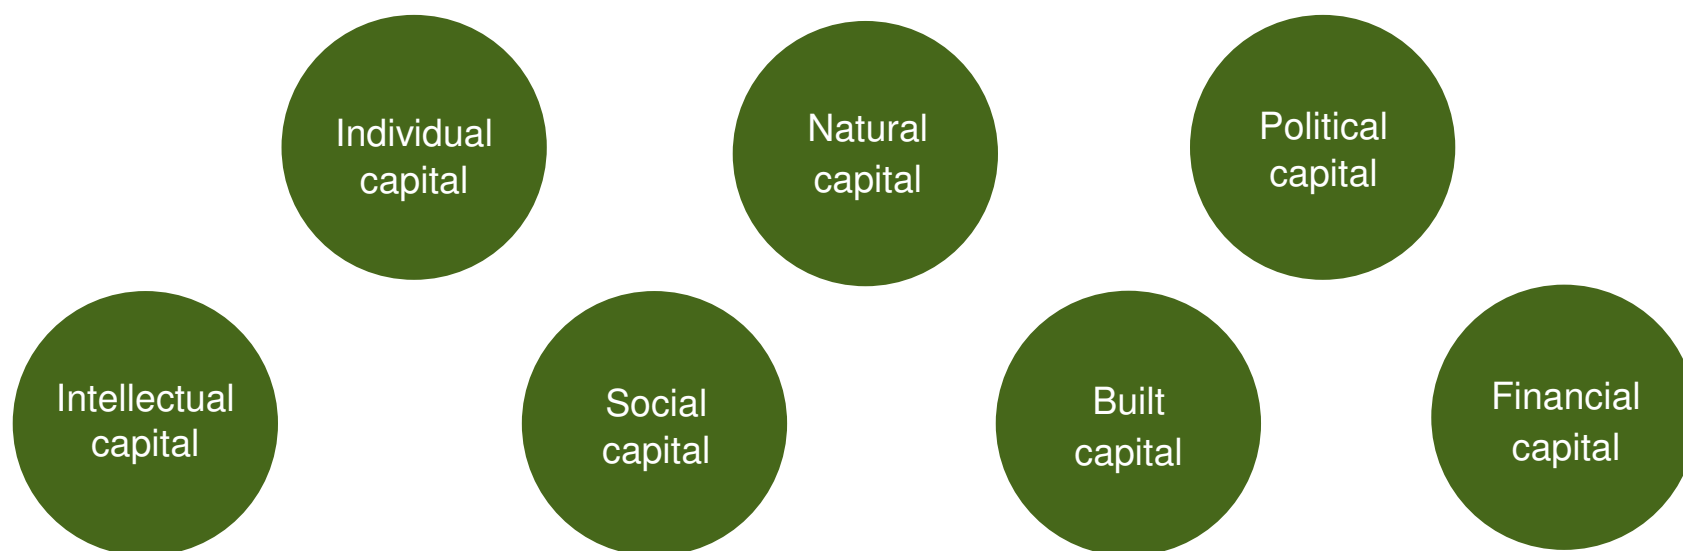 Individual
capital
Natural
capital
Political
capital
Intellectual
capital
Social
capital
Built
capital
Financial
capital